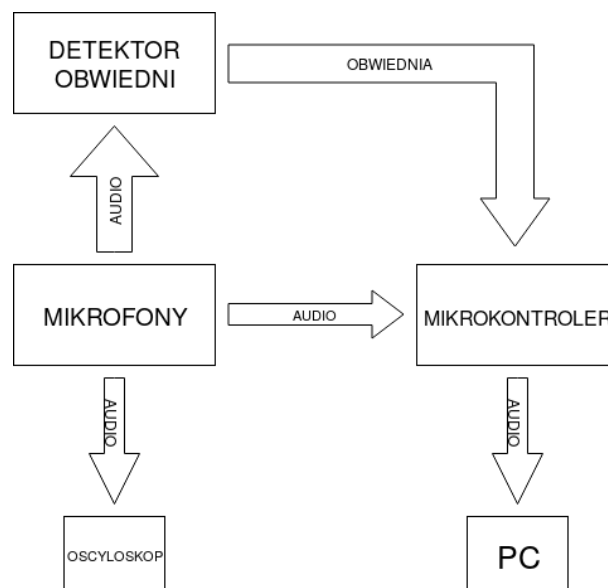 DETEKTOR
OBWIEDNI
OBWIEDNIA
AUDIO
MIKROFONY
AUDIO
MIKROKONTROLER
AUDIO
AUDIO
OSCYLOSKOP
PC